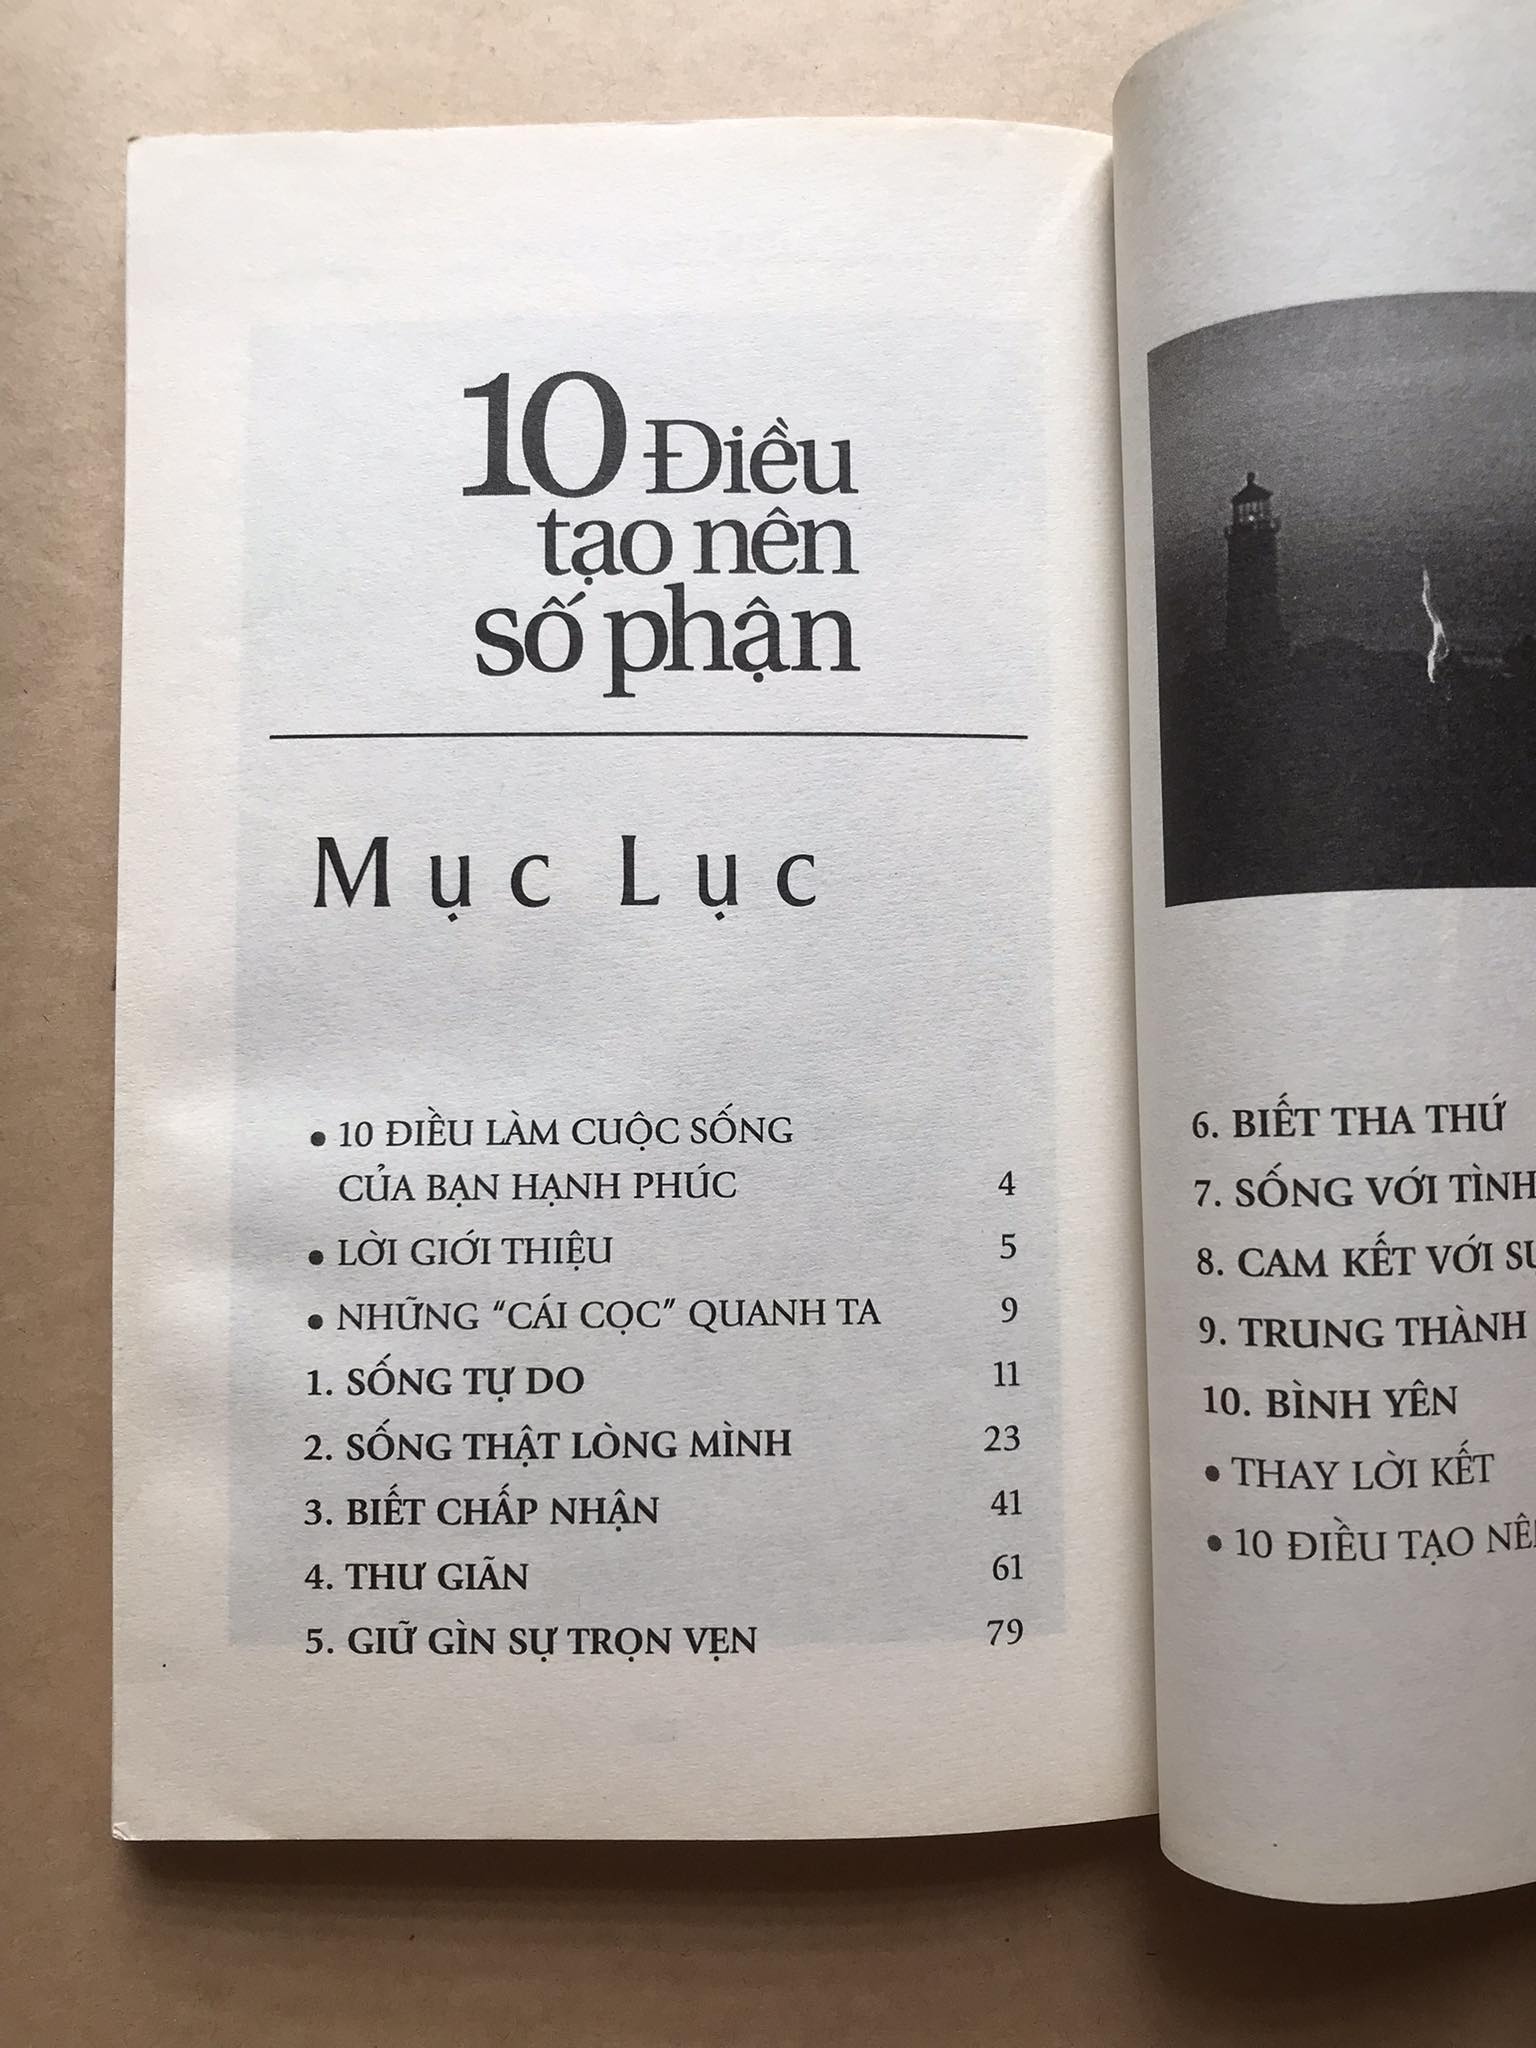 10 Điều
tạo nên
số phận
Mục Lục
• 10 ĐIỀU LÀM CUỘC SỐNG
CỦA BẠN HẠNH PHÚC 4
• LỜI GIỚI THIỆU 5
• NHỮNG “CÁI CỌC” QUANH TA 9
1. SỐNG TỰ DO 11
2. SỐNG THẬT LÒNG MÌNH 23
3. BIẾT CHẤP NHẬN 41
4. THƯ GIÃN 61
5. GIỮ GÌN SỰ TRỌN VẸN 79
6. BIẾT THA THỨ
7. SỐNG VỚI TÌNH
8. CAM KẾT VỚI
9. TRUNG THÀNH
10. BÌNH YÊN
• THAY LỜI KẾT
• 10 ĐIỀU TẠO